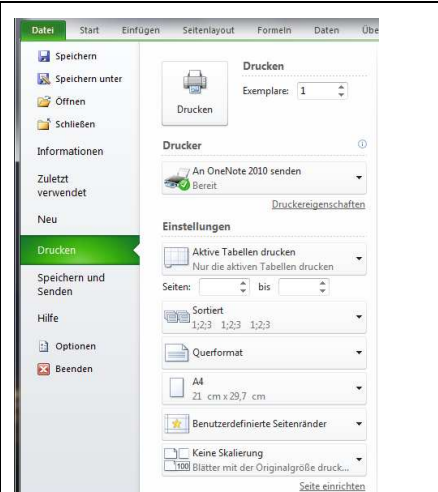 Datei Start Einfügen Seitenlayout Formeln Daten Übe
Speichern
Speichern unter
Öffnen
Schließen
Informationen
Zuletzt
verwendet
Neu
Drucken
Speichern und
Senden
Hilfe
Optionen
Beenden
Drucken
Drucken
Exemplare: 1
Drucker
An OneNote 2010 senden
Bereit
Druckereigenschaften
Einstellungen
Aktive Tabellen drucken
Nur die aktiven Tabellen drucken
Seiten: bis
Sortiert
1;2;3 1;2;3 1;2;3
Querformat
A4
21 cm x 29,7 cm
Benutzerdefinierte Seitenränder
Keine Skalierung
100 Blätter mit der Originalgröße druck...
Seite einrichten